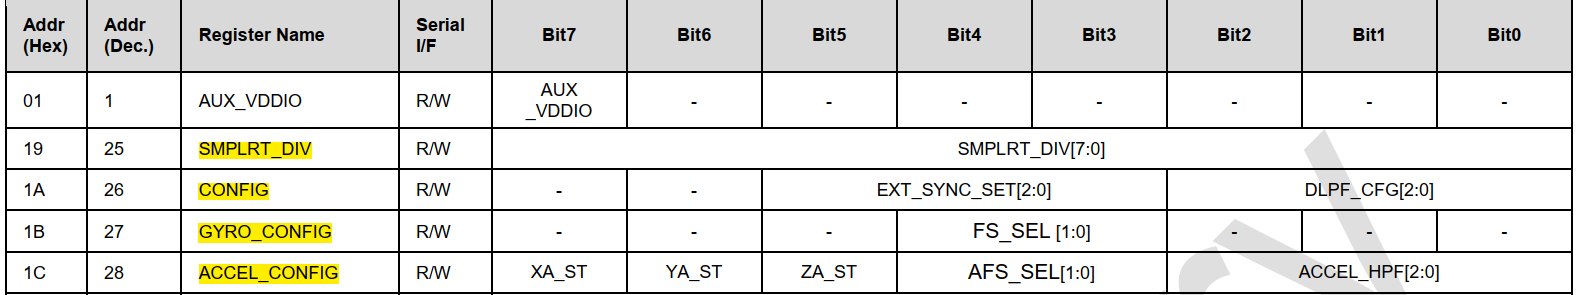 Addr (Hex) Addr (Dec.) Register Name Serial I/F Bit7 Bit6 Bit5 Bit4 Bit3 Bit2 Bit1 Bit0
01 1 AUX_VDDIO R/W AUX _VDDIO - - - - - - -
19 25 SMPLRT_DIV R/W SMPLRT_DIV[7:0]
1A 26 CONFIG R/W - - EXT_SYNC_SET[2:0] DLPF_CFG[2:0]
1B 27 GYRO_CONFIG R/W - - - FS_SEL [1:0] - - -
1C 28 ACCEL_CONFIG R/W XA_ST YA_ST ZA_ST AFS_SEL[1:0] ACCEL_HPF[2:0]